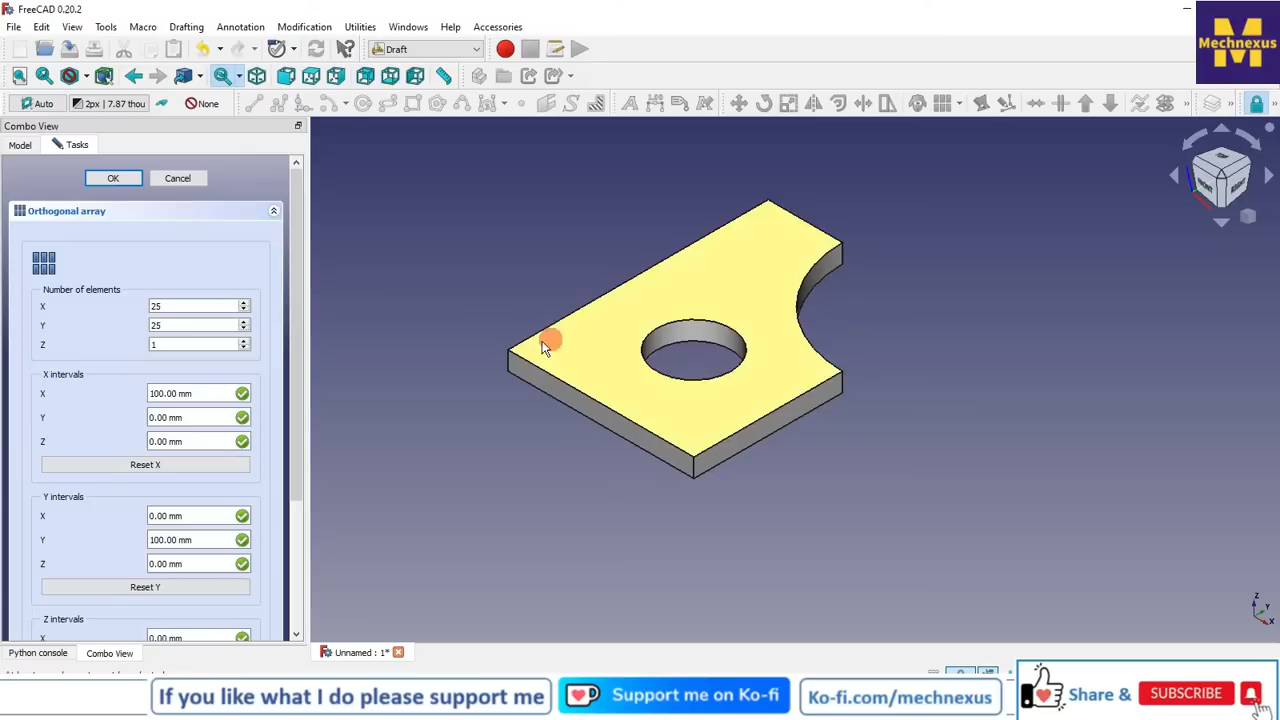 FreeCAD 0.20.2
File Edit View Tools Macro Drafting Annotation Modification Utilities Windows Help Accessories
Draft
Auto 2px | 7.87 thou None
Mechnexus
Combo View
Model Tasks
OK Cancel
Orthogonal array
Number of elements
X 25
Y 25
Z 1
X intervals
X 100.00 mm
Y 0.00 mm
Z 0.00 mm
Reset X
Y intervals
X 0.00 mm
Y 100.00 mm
Z 0.00 mm
Reset Y
Z intervals
X 0.00 mm
FRONT RIGHT
Z
Y
X
Python console Combo View
Unnamed : 1*
If you like what I do please support me
Support me on Ko-fi
Ko-fi.com/mechnexus
Share & SUBSCRIBE